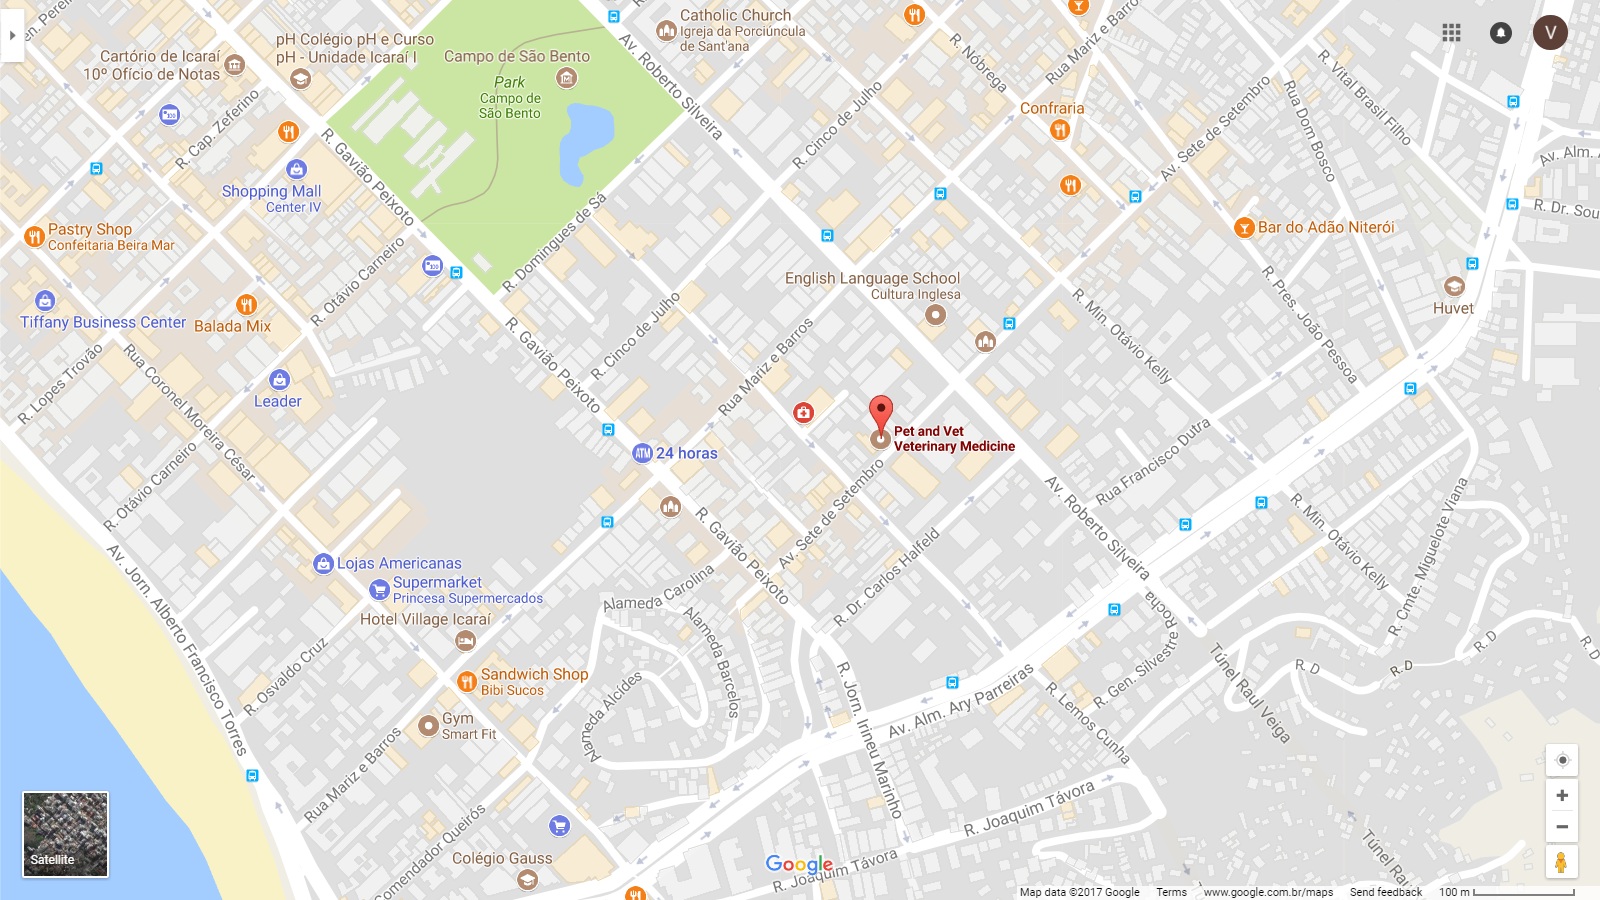 en. Pereira
Cartório de Icaraí
10º Ofício de Notas
pH Colégio pH e Curso
pH - Unidade Icaraí I
Campo de São Bento
Park
Campo de
São Bento
Catholic Church
Igreja da Porciúncula
de Sant'ana
Av. Roberto Silveira
R. Nóbrega
Rua Mariz e Barro
V
R. Vital Brasil Filho
Rua Dom Bosco
Av. Alm.
R. Dr. Sou
Confraria
Av. Sete de Setembro
R. Cinco de Julho
R. Cap. Zeferino
R. Gavião Peixoto
Shopping Mall
Center IV
Pastry Shop
Confeitaria Beira Mar
R. Otávio Carneiro
R. Domingues de Sá
Bar do Adão Niterói
English Language School
Cultura Inglesa
Huvet
R. Pres. João Pessoa
R. Min. Otávio Kelly
Tiffany Business Center
Balada Mix
R. Gavião Peixoto
R. Cinco de Julho
Rua Mariz e Barros
R. Lopes Trovão
Rua Coronel Moreira César
Leader
24 horas
ATM
Pet and Vet
Veterinary Medicine
Rua Francisco Dutra
Av. Roberto Silveira
R. Min. Otávio Kelly
R. Cmte. Miguelote Viana
R. Otávio Carneiro
Av. Jorn. Alberto Francisco Torres
R. Gavião Peixoto
Av. Sete de Setembro
R. Dr. Carlos Halfeld
Lojas Americanas
Supermarket
Princesa Supermercados
Hotel Village Icaraí
Alameda Carolina
Alameda Barcelos
Alameda Alcides
R. Osvaldo Cruz
Sandwich Shop
Bibi Sucos
Gym
Smart Fit
Rua Mariz e Barros
R. Jorn. Irineu Marinho
Av. Alm. Ary Parreiras
R. Lemos Cunha
R. Gen. Silvestre Rocha
Túnel Raul Veiga
R. D
R. D
R. D
R. D
Comendador Queirós
Colégio Gauss
R. Joaquim Távora
R. Joaquim Távora
Túnel Ra
Satellite
Google
Map data ©2017 Google Terms www.google.com.br/maps Send feedback 100 m